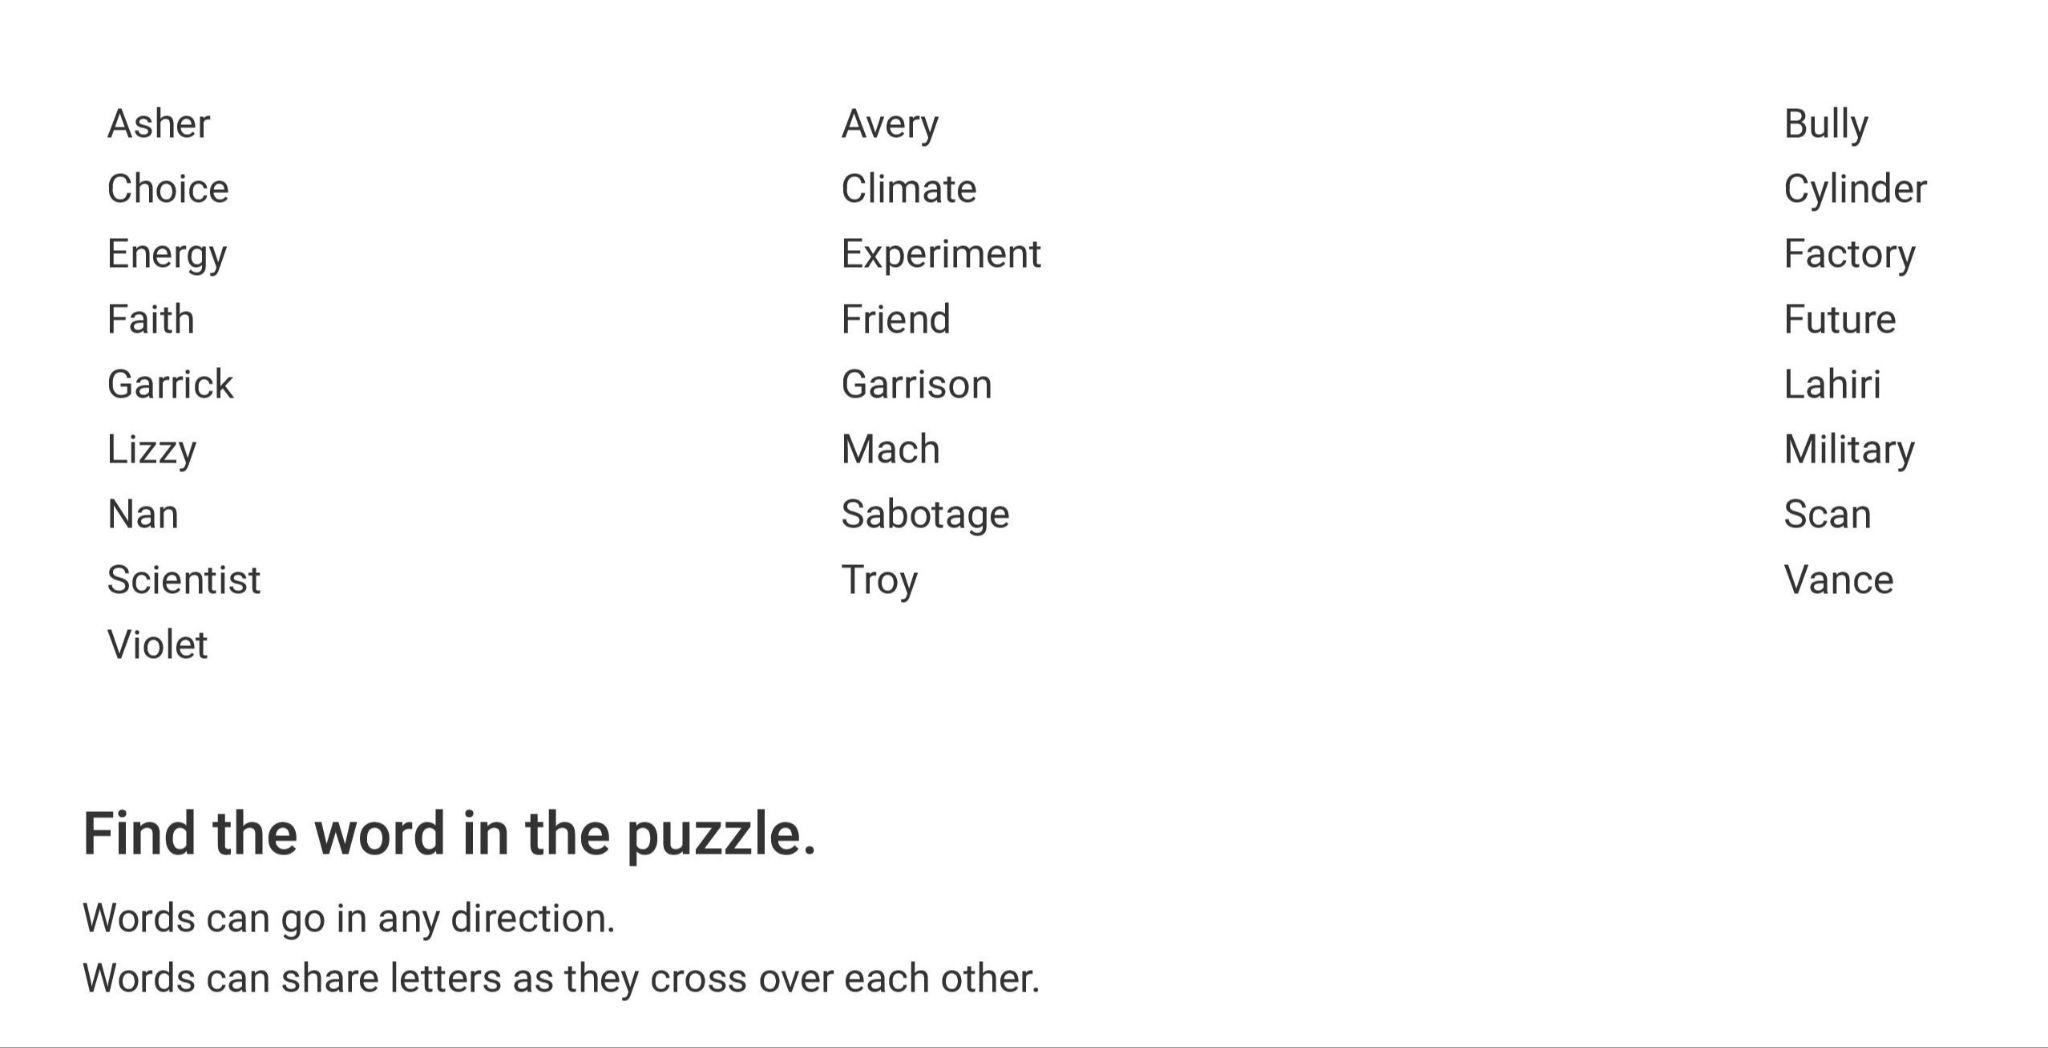 Asher Avery Bully
Choice Climate Cylinder
Energy Experiment Factory
Faith Friend Future
Garrick Garrison Lahiri
Lizzy Mach Military
Nan Sabotage Scan
Scientist Troy Vance
Violet
Find the word in the puzzle.
Words can go in any direction.
Words can share letters as they cross over each other.